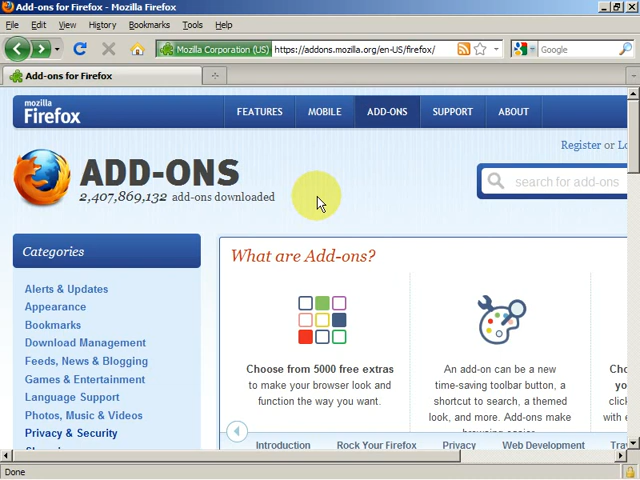 Add-ons for Firefox - Mozilla Firefox
File Edit View History Bookmarks Tools Help
Mozilla Corporation (US) https://addons.mozilla.org/en-US/firefox/ Google
Add-ons for Firefox
mozilla
Firefox
FEATURES MOBILE ADD-ONS SUPPORT ABOUT
Register or Lo
ADD-ONS
2,407,869,132 add-ons downloaded
search for add-ons
Categories
Alerts & Updates
Appearance
Bookmarks
Download Management
Feeds, News & Blogging
Games & Entertainment
Language Support
Photos, Music & Videos
Privacy & Security
What are Add-ons?
Choose from 5000 free extras
to make your browser look and
function the way you want.
An add-on can be a new
time-saving toolbar button, a
shortcut to search, a themed
look, and more. Add-ons make
Cho
you
click
with e
Introduction Rock Your Firefox Privacy Web Development Tra
Done